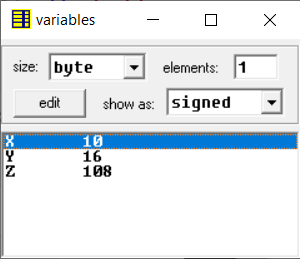 variables
size: byte elements: 1
edit show as: signed
X 10
Y 16
Z 108